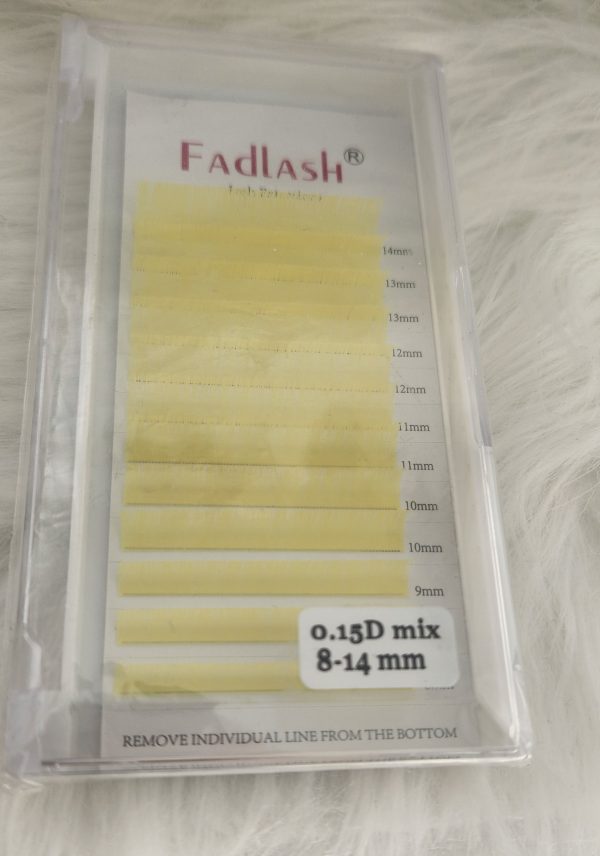 FADLASH®
14mm
13mm
13mm
12mm
12mm
11mm
11mm
10mm
10mm
9mm
0.15D mix
8-14 mm
REMOVE INDIVIDUAL LINE FROM THE BOTTOM